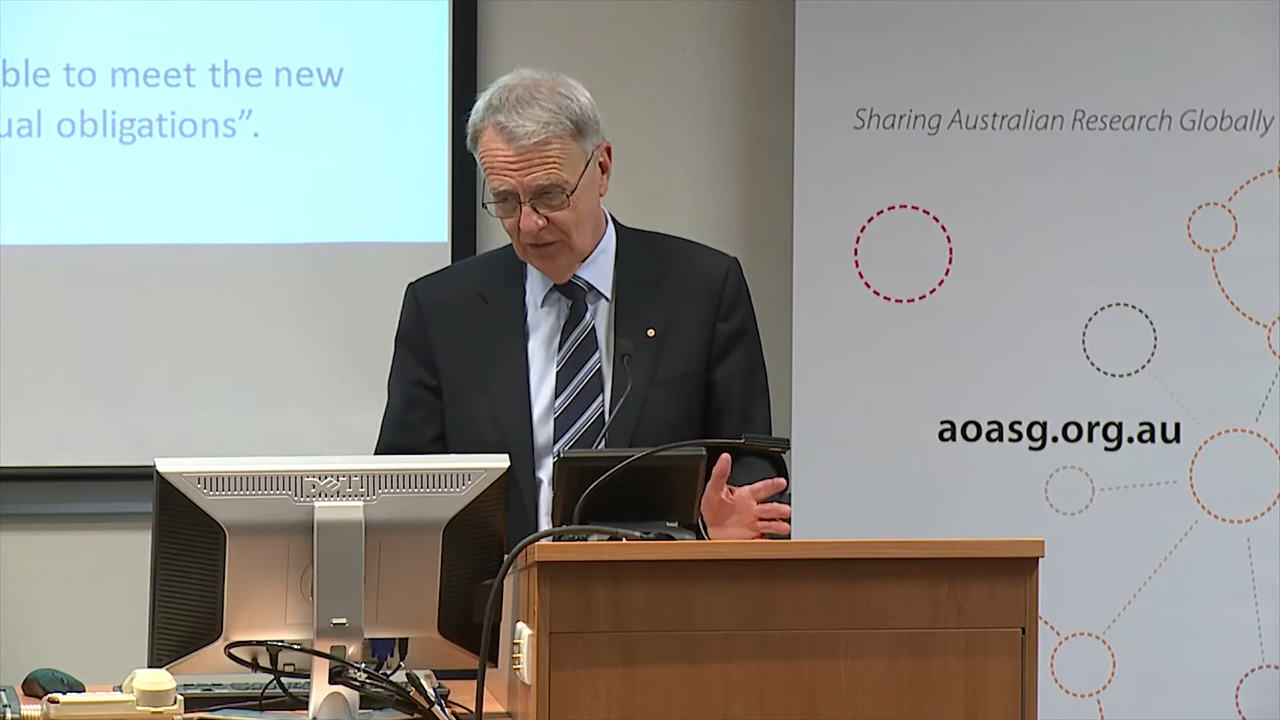 ble to meet the new
ual obligations”.
Sharing Australian Research Globally
aoasg.org.au
DELL